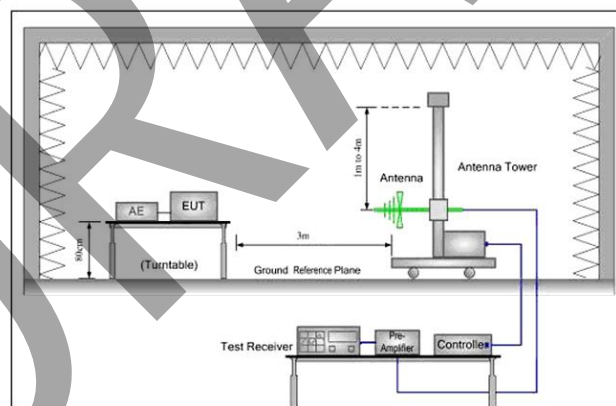 1m to 4m
Antenna
Antenna Tower
AE
EUT
80cm
3m
(Turntable)
Ground Reference Plane
Test Receiver
Pre-
Amplifier
Controller